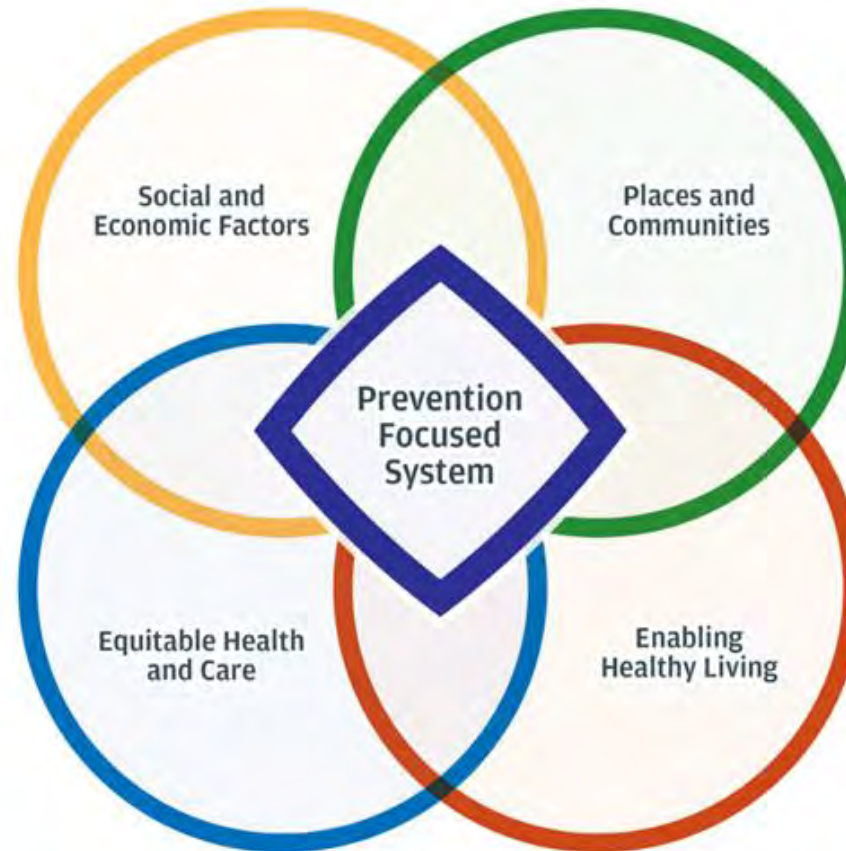 Social and
Economic Factors
Places and
Communities
Prevention
Focused
System
Equitable Health
and Care
Enabling
Healthy Living